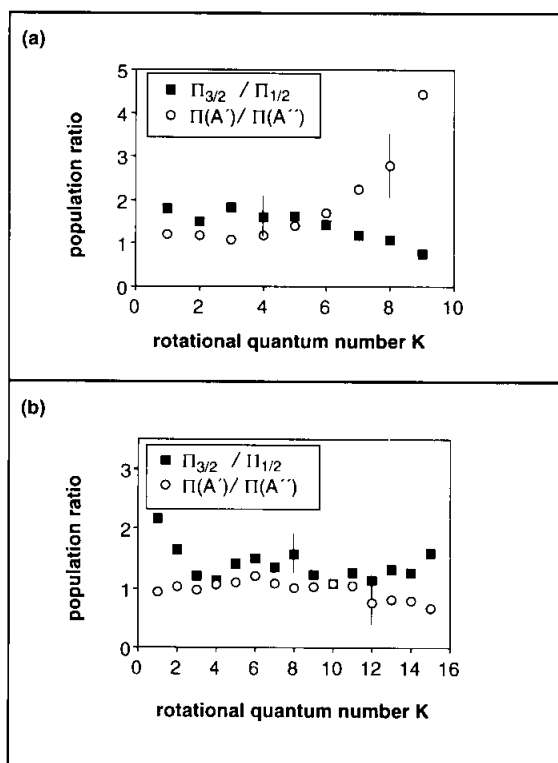 (a)
5
4
3
2
1
0
population ratio
■ Π3/2 / Π1/2
○ Π(A´)/ Π(A´´)
0 2 4 6 8 10
rotational quantum number K
(b)
3
2
1
0
population ratio
■ Π3/2 / Π1/2
○ Π(A´)/ Π(A´´)
0 2 4 6 8 10 12 14 16
rotational quantum number K